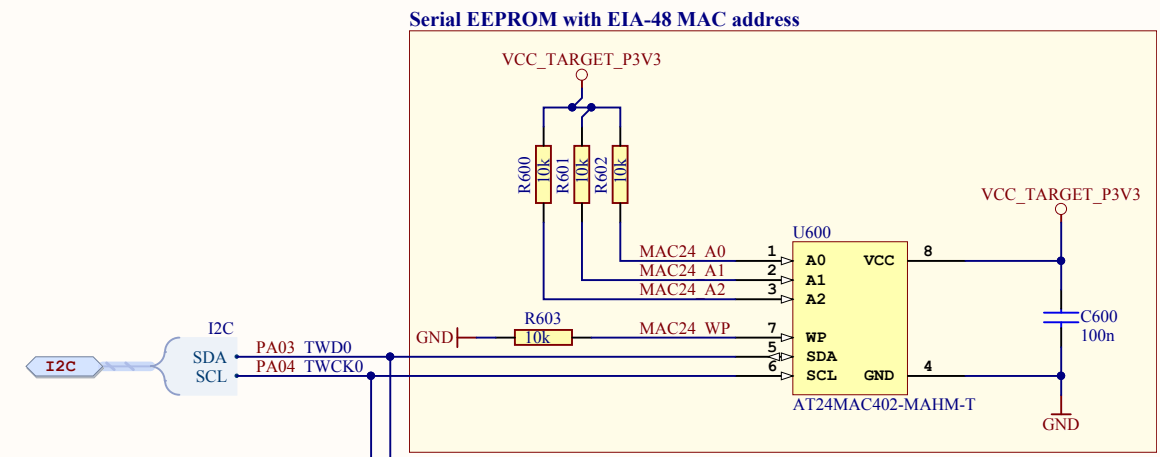 Serial EEPROM with EIA-48 MAC address
VCC_TARGET_P3V3
R600
10k
R601
10k
R602
10k
VCC_TARGET_P3V3
U600
MAC24_A0 1 A0 VCC 8
MAC24_A1 2 A1
MAC24_A2 3 A2
R603
GND 10k MAC24_WP 7 WP
C600
100n
I2C
I2C
SDA PA03 TWD0 5 SDA
SCL PA04 TWCK0 6 SCL GND 4
AT24MAC402-MAHM-T
GND